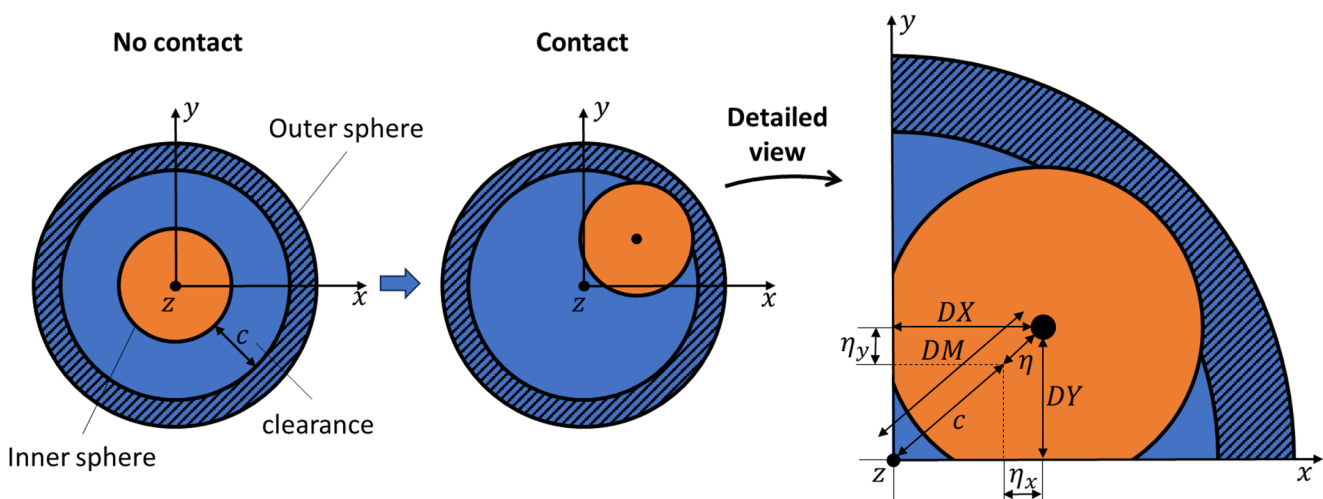 No contact
y
Outer sphere
x
z
c
clearance
Inner sphere
Contact
y
x
z
Detailed
view
y
DX
η_y
DM
η
DY
c
z
η_x
x